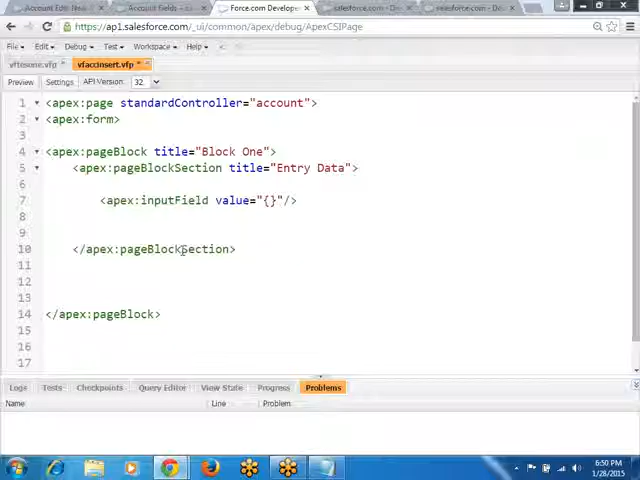 Account Edit: New
Account Fields - s
Force.com Develope
salesforce.com - De
salesforce.com - De
https://ap1.salesforce.com/_ui/common/apex/debug/ApexCSIPage
File Edit Debug Test Workspace Help < >
vftesone.vfp vfaccinsert.vfp *
Preview Settings API Version: 32
1 <apex:page standardController="account">
2 <apex:form>
3
4 <apex:pageBlock title="Block One">
5 <apex:pageBlockSection title="Entry Data">
6
7 <apex:inputField value="{}"/>
8
9
10 </apex:pageBlockSection>
11
12
13
14 </apex:pageBlock>
15
16
17
Logs Tests Checkpoints Query Editor View State Progress Problems
Name Line Problem
6:50 PM
1/28/2015